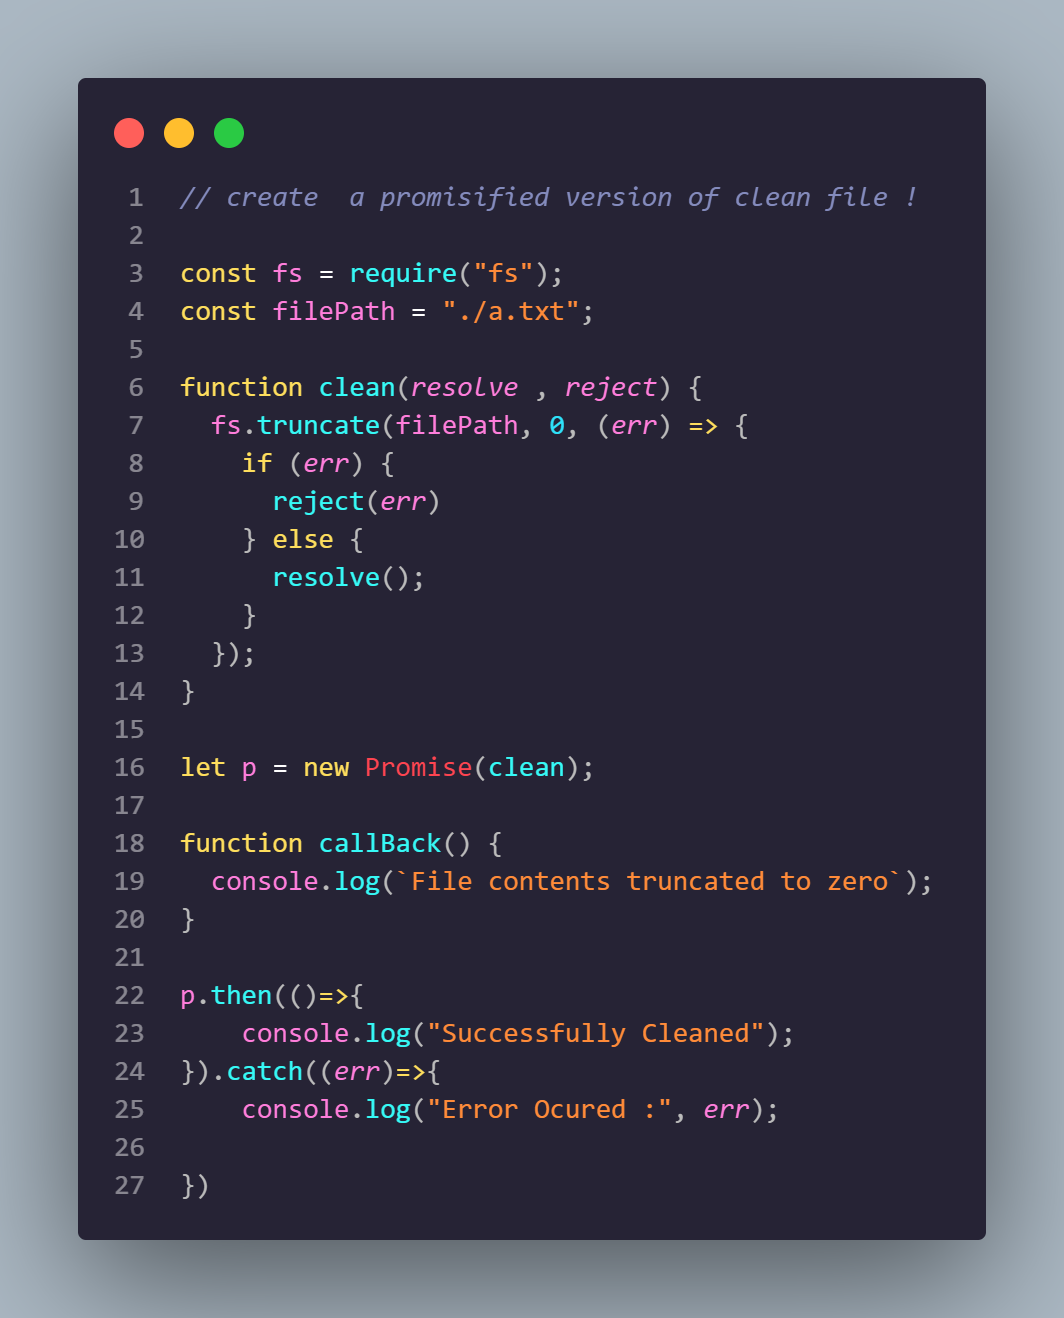 1 // create  a promisified version of clean file !
2
3 const fs = require("fs");
4 const filePath = "./a.txt";
5
6 function clean(resolve , reject) {
7   fs.truncate(filePath, 0, (err) => {
8     if (err) {
9       reject(err)
10     } else {
11       resolve();
12     }
13   });
14 }
15
16 let p = new Promise(clean);
17
18 function callBack() {
19   console.log(`File contents truncated to zero`);
20 }
21
22 p.then(()=>{
23     console.log("Successfully Cleaned");
24 }).catch((err)=>{
25     console.log("Error Ocured :", err);
26
27 })